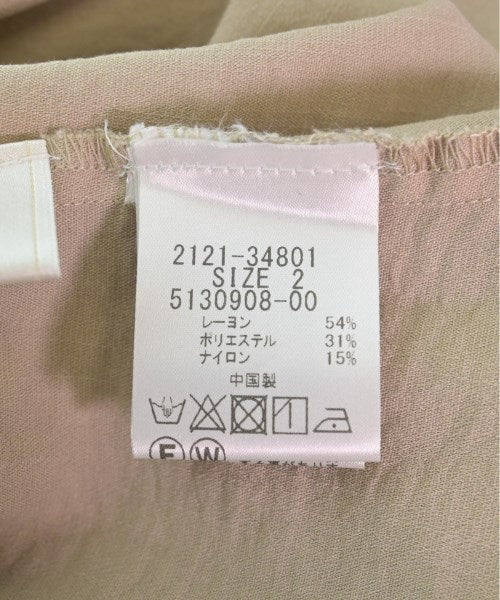 2121-34801
SIZE 2
5130908-00
レーヨン 54%
ポリエステル 31%
ナイロン 15%
中国製
F W